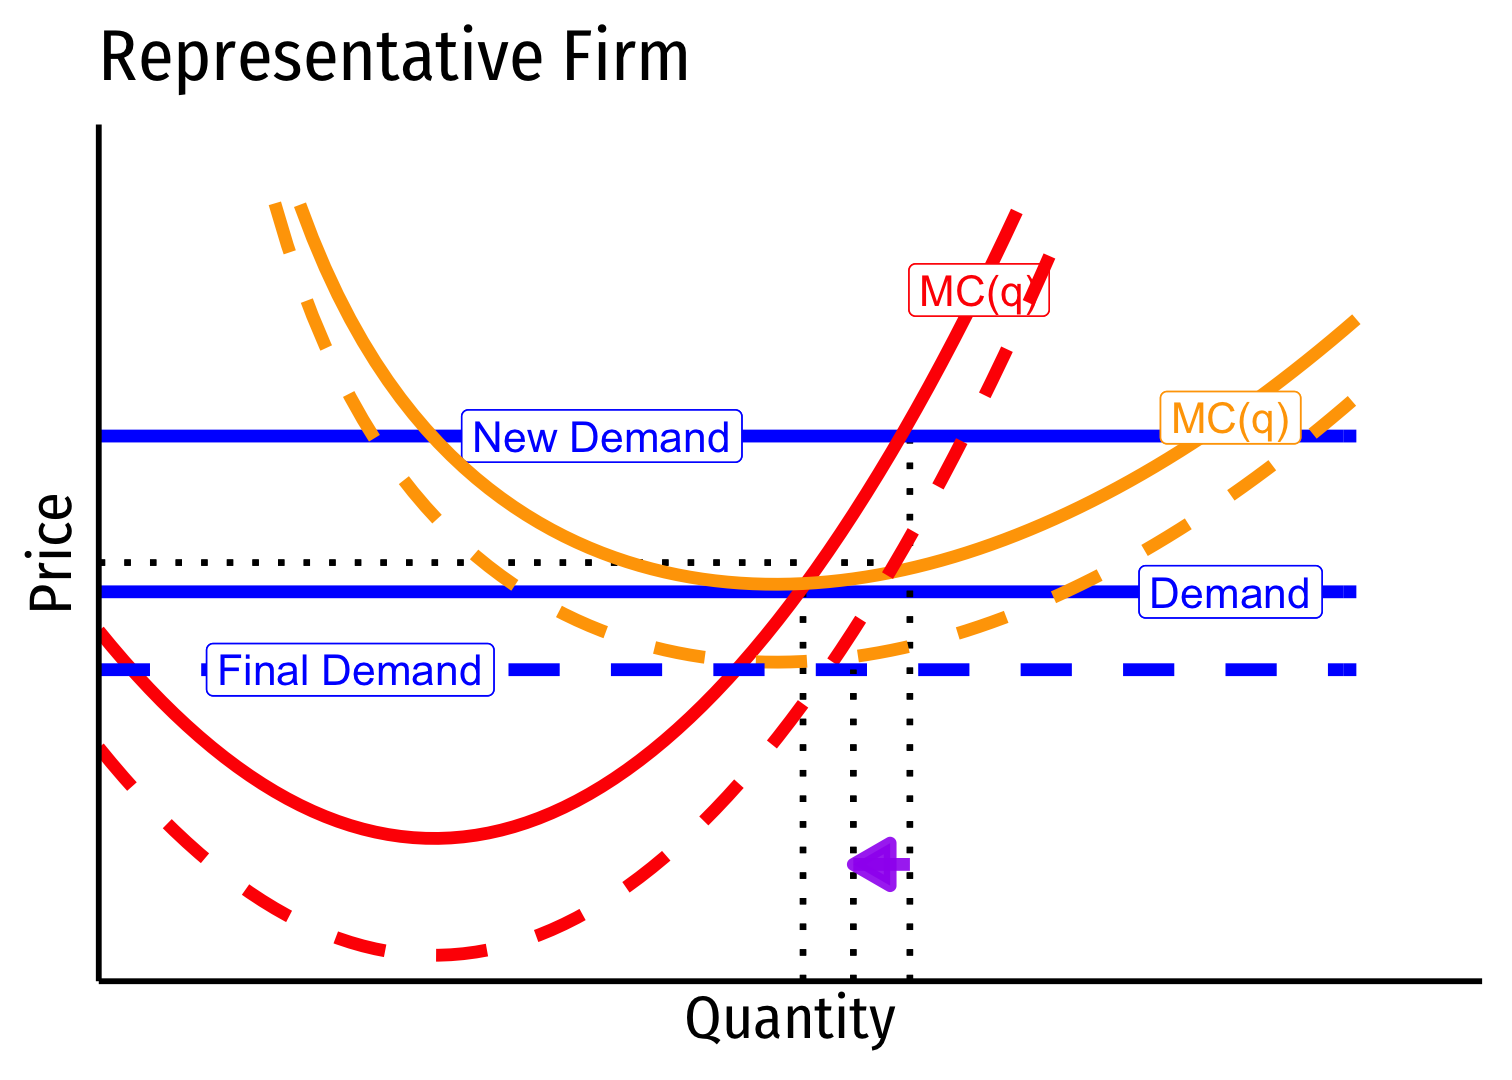 Representative Firm
MC(q)
MC(q)
New Demand
Demand
Final Demand
Price
Quantity